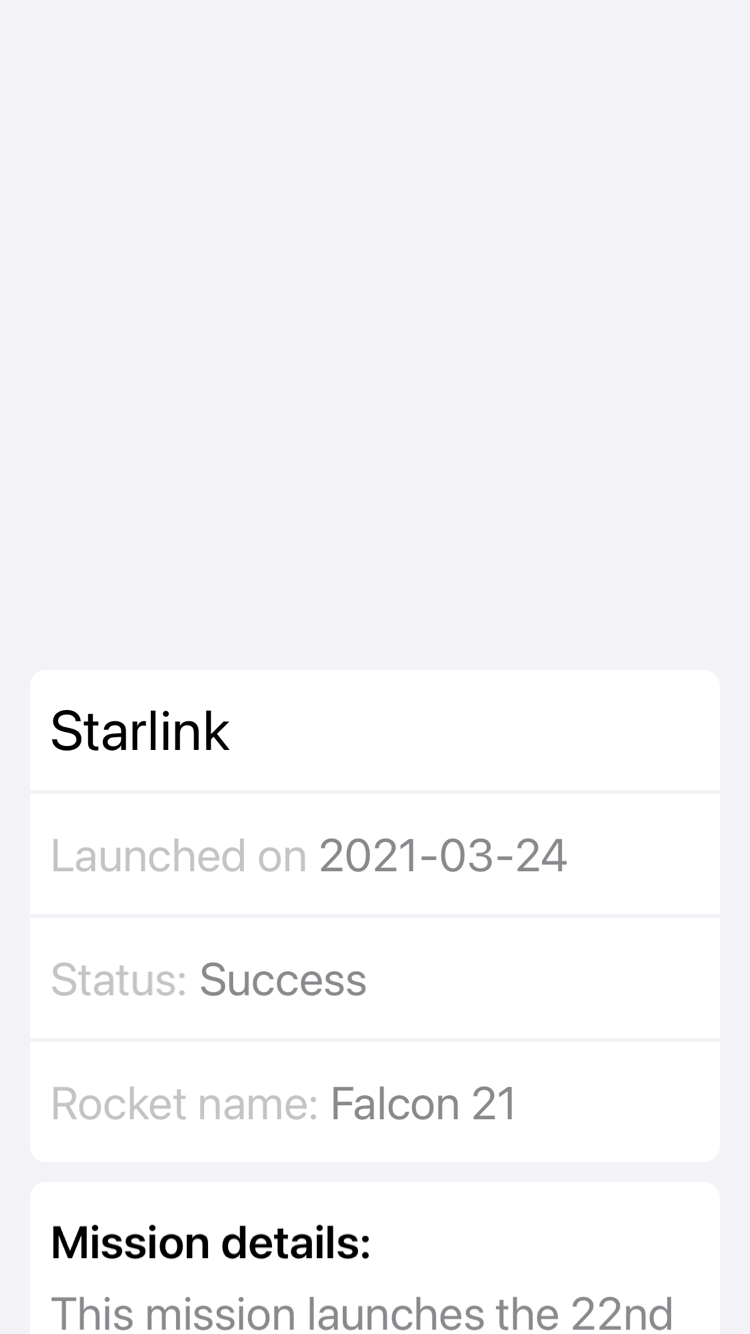 Starlink
Launched on 2021-03-24
Status: Success
Rocket name: Falcon 21
Mission details:
This mission launches the 22nd